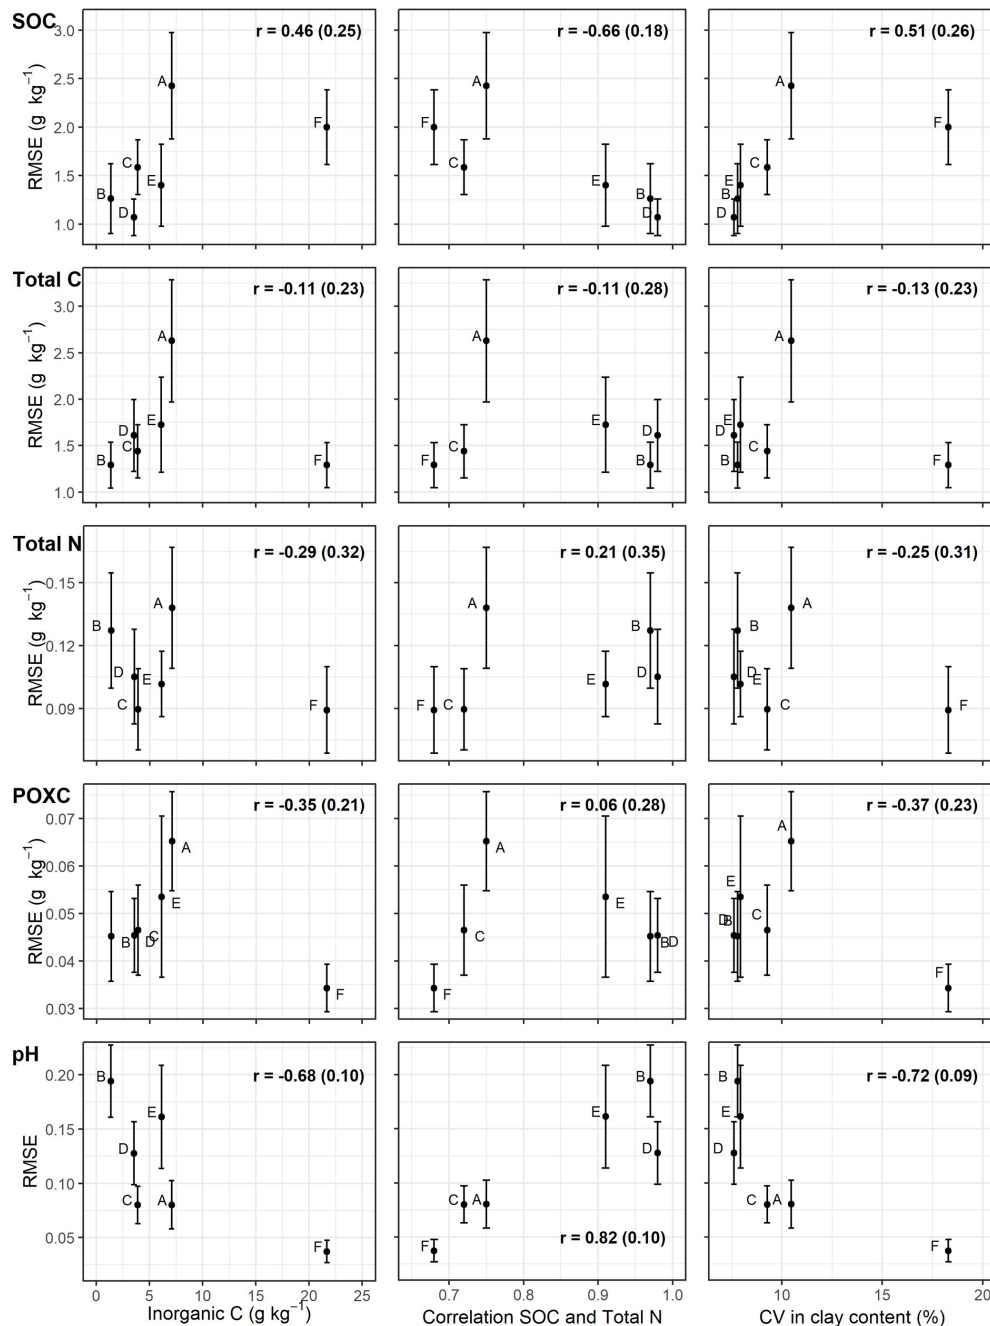 SOC
r = 0.46 (0.25)
r = -0.66 (0.18)
r = 0.51 (0.26)
RMSE (g kg⁻¹)
3.0
2.5
2.0
1.5
1.0
A
F
C
E
B
D
A
F
C
E
B
D
A
F
C
E
B
D
Total C
r = -0.11 (0.23)
r = -0.11 (0.28)
r = -0.13 (0.23)
RMSE (g kg⁻¹)
3.0
2.5
2.0
1.5
1.0
A
E
D
C
B
F
A
E
D
C
B
F
A
E
D
C
B
F
Total N
r = -0.29 (0.32)
r = 0.21 (0.35)
r = -0.25 (0.31)
RMSE (g kg⁻¹)
0.15
0.12
0.09
A
B
D
E
C
F
A
B
D
E
C
F
A
B
D
E
C
F
POXC
r = -0.35 (0.21)
r = 0.06 (0.28)
r = -0.37 (0.23)
RMSE (g kg⁻¹)
0.07
0.06
0.05
0.04
0.03
A
E
B
D
C
F
A
E
C
B
D
F
A
E
C
D
B
F
pH
r = -0.68 (0.10)
r = 0.82 (0.10)
r = -0.72 (0.09)
RMSE
0.20
0.15
0.10
0.05
B
E
D
C
A
F
B
E
D
C
A
F
B
E
D
C
A
F
0 5 10 15 20 25
0.7 0.8 0.9 1.0
10 15 20
Inorganic C (g kg⁻¹)
Correlation SOC and Total N
CV in clay content (%)